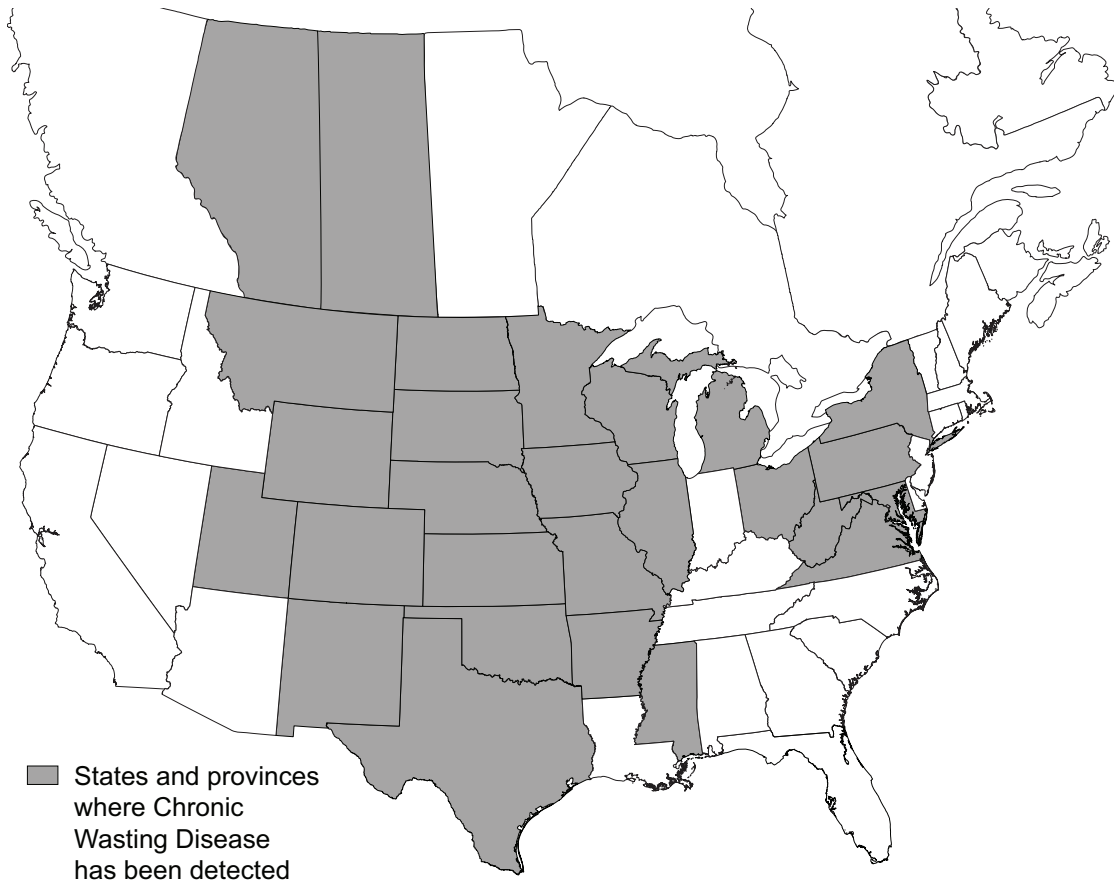 States and provinces
where Chronic
Wasting Disease
has been detected